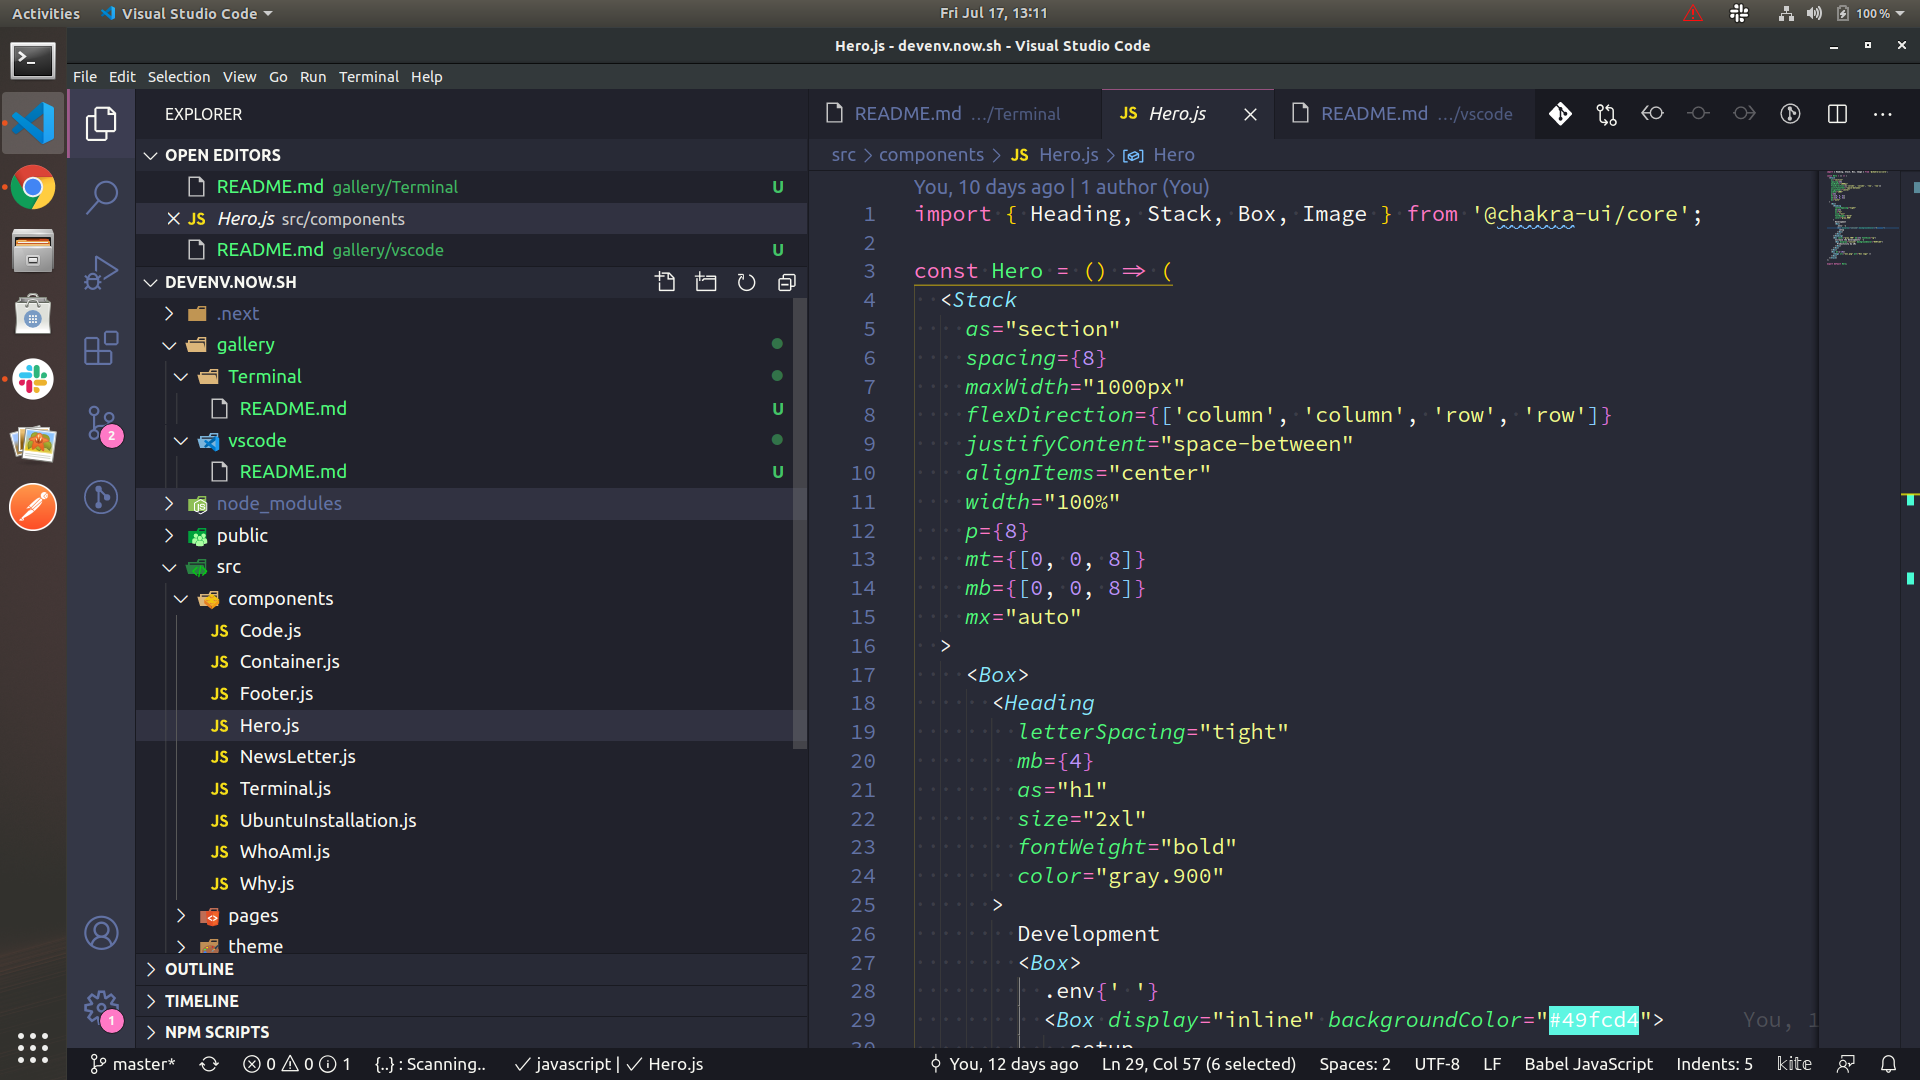 Activities Visual Studio Code Fri Jul 17, 13:11 100 %
Hero.js - devenv.now.sh - Visual Studio Code
File Edit Selection View Go Run Terminal Help
EXPLORER
OPEN EDITORS
README.md gallery/Terminal U
JS Hero.js src/components
README.md gallery/vscode U
DEVENV.NOW.SH
.next
gallery
Terminal
README.md U
vscode
README.md U
node_modules
public
src
components
JS Code.js
JS Container.js
JS Footer.js
JS Hero.js
JS NewsLetter.js
JS Terminal.js
JS UbuntuInstallation.js
JS WhoAmI.js
JS Why.js
pages
theme
OUTLINE
TIMELINE
NPM SCRIPTS
2
1
README.md .../Terminal JS Hero.js README.md .../vscode
src > components > JS Hero.js > Hero
You, 10 days ago | 1 author (You)
1 import { Heading, Stack, Box, Image } from '@chakra-ui/core';
2
3 const Hero = () => (
4 <Stack
5 as="section"
6 spacing={8}
7 maxWidth="1000px"
8 flexDirection={['column', 'column', 'row', 'row']}
9 justifyContent="space-between"
10 alignItems="center"
11 width="100%"
12 p={8}
13 mt={[0, 0, 8]}
14 mb={[0, 0, 8]}
15 mx="auto"
16 >
17 <Box>
18 <Heading
19 letterSpacing="tight"
20 mb={4}
21 as="h1"
22 size="2xl"
23 fontWeight="bold"
24 color="gray.900"
25 >
26 Development
27 <Box>
28 .env{' '}
29 <Box display="inline" backgroundColor="#49fcd4"> You, 1
30 setup
master* 0 0 1 {..} : Scanning.. javascript | Hero.js You, 12 days ago Ln 29, Col 57 (6 selected) Spaces: 2 UTF-8 LF Babel JavaScript Indents: 5 kite